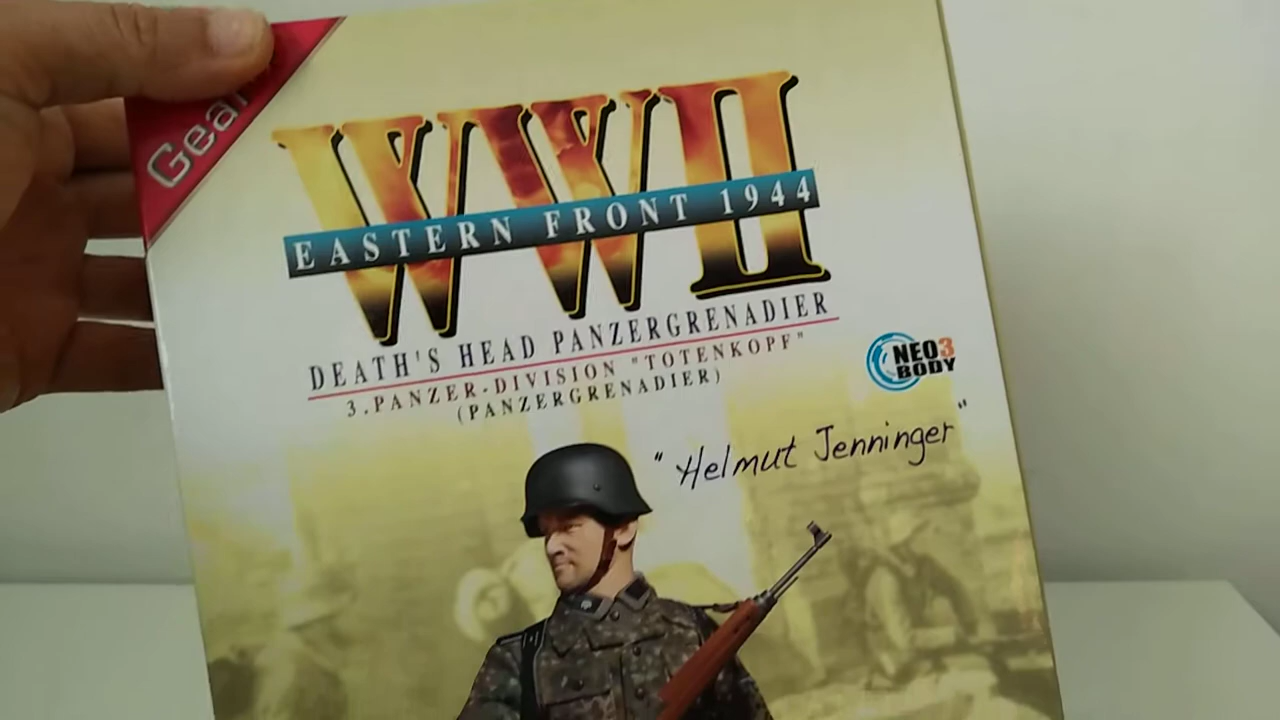 Gear
WWII
EASTERN FRONT 1944
DEATH'S HEAD PANZERGRENADIER
3.PANZER-DIVISION "TOTENKOPF"
(PANZERGRENADIER)
NEO3
BODY
"Helmut Jenninger"